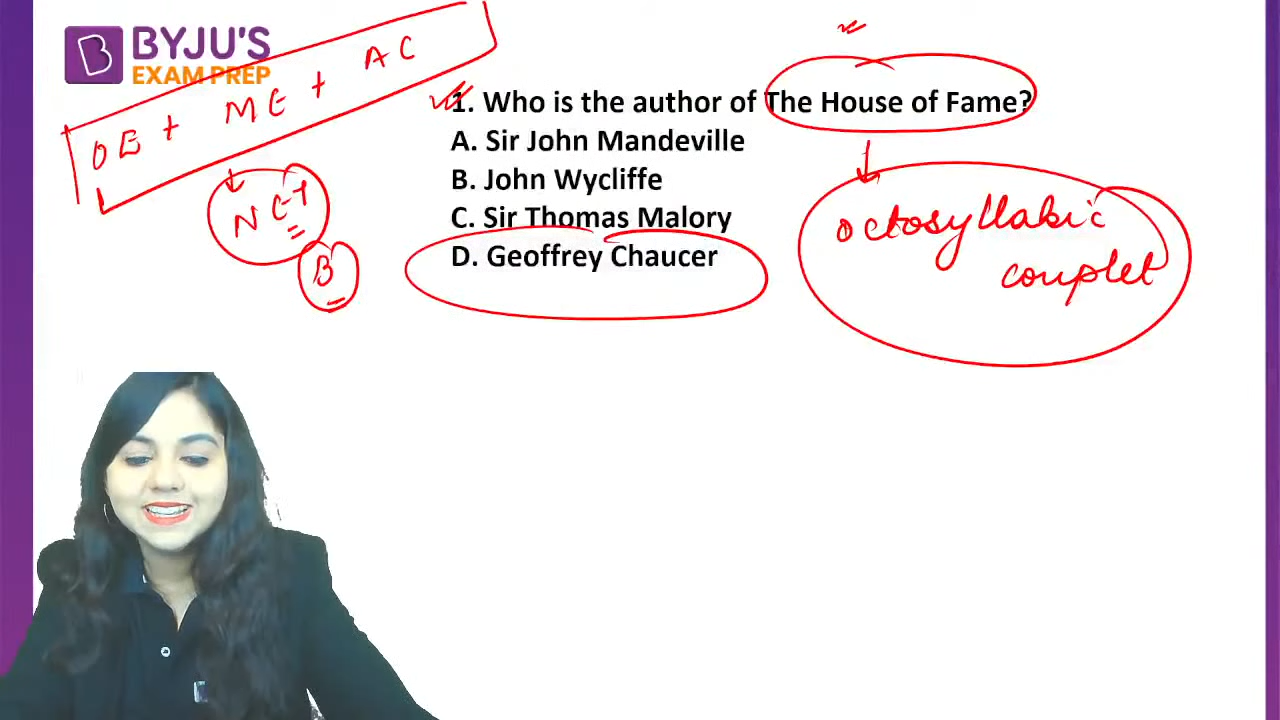 BYJU'S
EXAM PREP
OE + ME + AC
NET
B
1. Who is the author of The House of Fame?
A. Sir John Mandeville
B. John Wycliffe
C. Sir Thomas Malory
D. Geoffrey Chaucer
octosyllabic
couplet